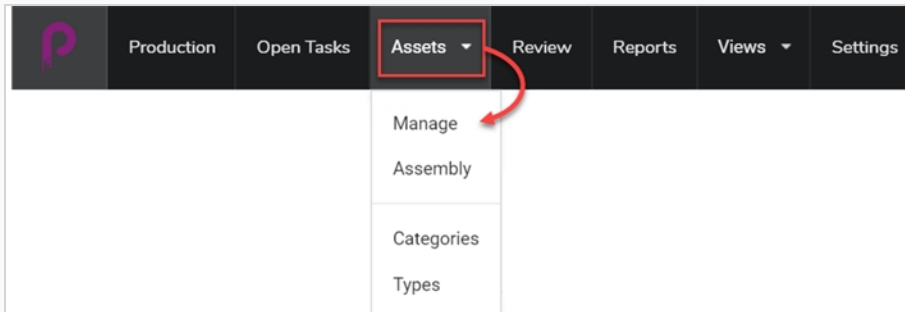 Production Open Tasks Assets Review Reports Views Settings
Manage
Assembly
Categories
Types